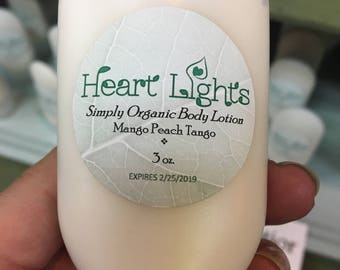 Heart Lights
Simply Organic Body Lotion
Mango Peach Tango
❖
3 oz.
EXPIRES 2/25/2019